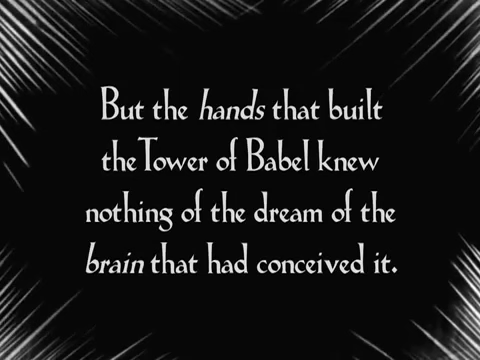 But the hands that built
the Tower of Babel knew
nothing of the dream of the
brain that had conceived it.